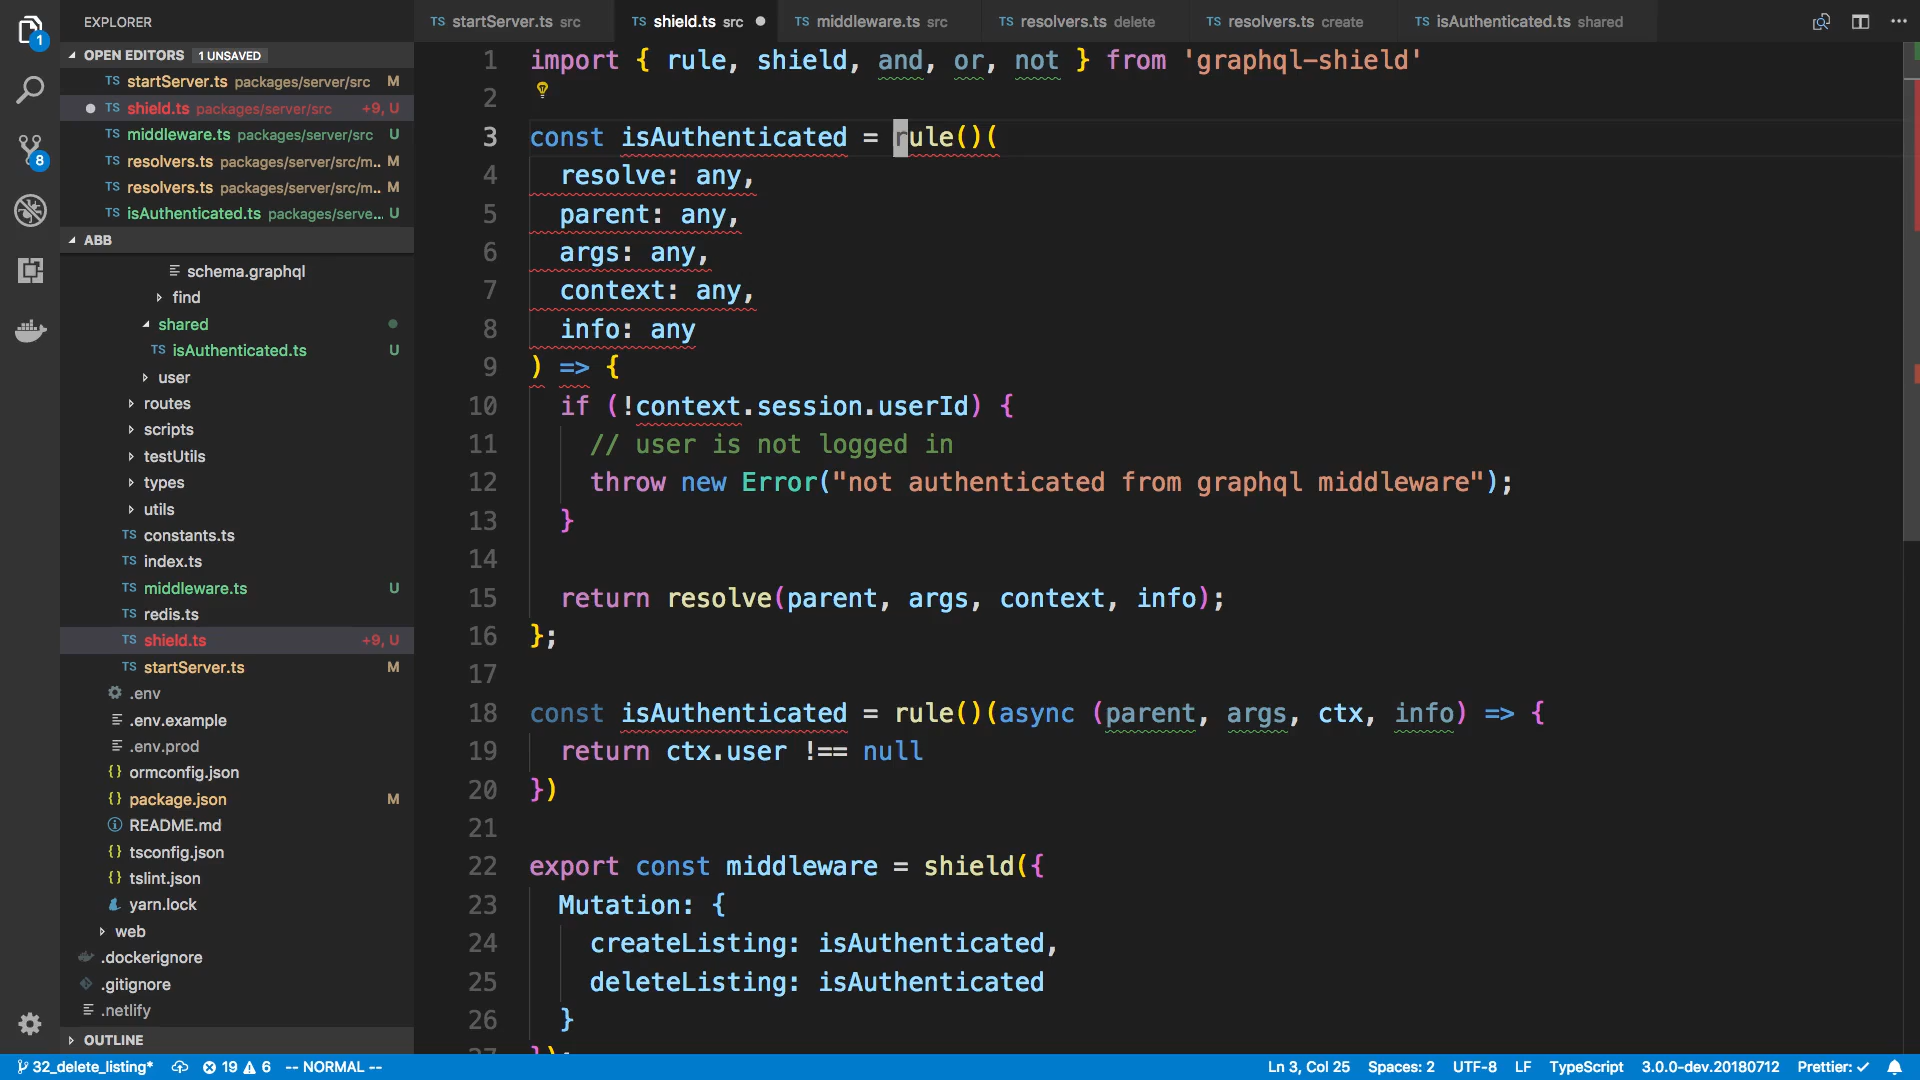 EXPLORER
OPEN EDITORS 1 UNSAVED
TS startServer.ts packages/server/src M
TS shield.ts packages/server/src +9, U
TS middleware.ts packages/server/src U
TS resolvers.ts packages/server/src/m... M
TS resolvers.ts packages/server/src/m... M
TS isAuthenticated.ts packages/serve... U
ABB
schema.graphql
find
shared
TS isAuthenticated.ts U
user
routes
scripts
testUtils
types
utils
TS constants.ts
TS index.ts
TS middleware.ts U
TS redis.ts
TS shield.ts +9, U
TS startServer.ts M
.env
.env.example
.env.prod
{} ormconfig.json
{} package.json M
README.md
{} tsconfig.json
{} tslint.json
yarn.lock
web
.dockerignore
.gitignore
.netlify
OUTLINE
1
8
TS startServer.ts src TS shield.ts src TS middleware.ts src TS resolvers.ts delete TS resolvers.ts create TS isAuthenticated.ts shared
1 import { rule, shield, and, or, not } from 'graphql-shield'
2
3 const isAuthenticated = rule()(
4 resolve: any,
5 parent: any,
6 args: any,
7 context: any,
8 info: any
9 ) => {
10 if (!context.session.userId) {
11 // user is not logged in
12 throw new Error("not authenticated from graphql middleware");
13 }
14
15 return resolve(parent, args, context, info);
16 };
17
18 const isAuthenticated = rule()(async (parent, args, ctx, info) => {
19 return ctx.user !== null
20 })
21
22 export const middleware = shield({
23 Mutation: {
24 createListing: isAuthenticated,
25 deleteListing: isAuthenticated
26 }
27 });
32_delete_listing* 19 6 -- NORMAL -- Ln 3, Col 25 Spaces: 2 UTF-8 LF TypeScript 3.0.0-dev.20180712 Prettier: ✓